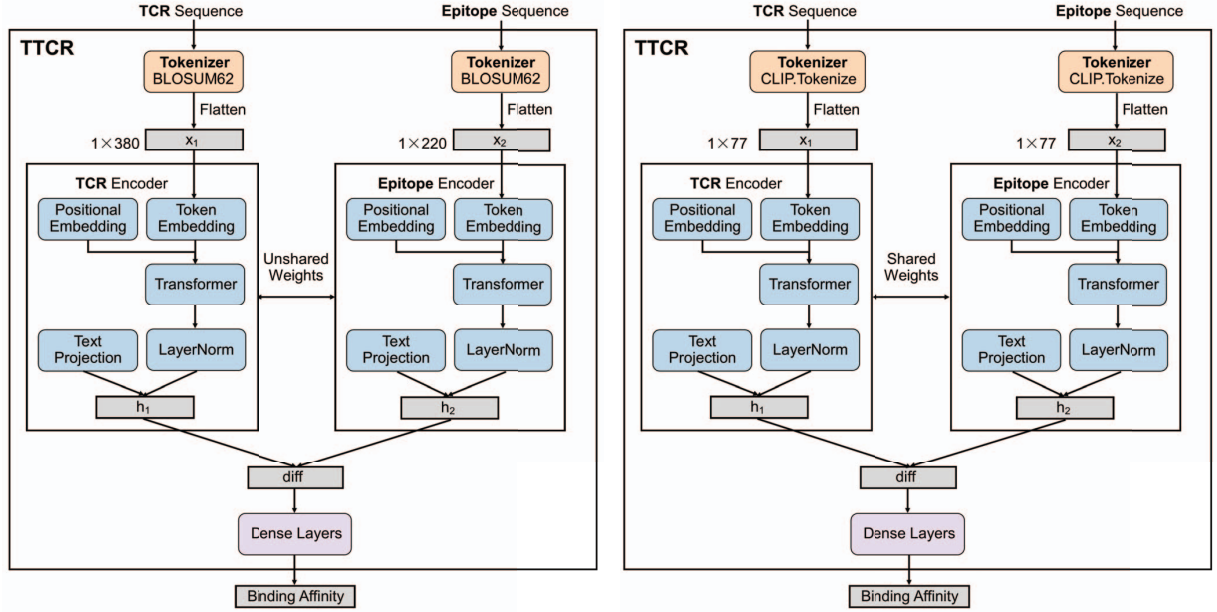 TCR Sequence
Epitope Sequence
TTCR
Tokenizer
BLOSUM62
Tokenizer
BLOSUM62
Flatten
Flatten
1×380
x₁
1×220
x₂
TCR Encoder
Epitope Encoder
Positional
Embedding
Token
Embedding
Positional
Embedding
Token
Embedding
Unshared
Weights
Transformer
Transformer
Text
Projection
LayerNorm
Text
Projection
LayerNorm
h₁
h₂
diff
Dense Layers
Binding Affinity
TCR Sequence
Epitope Sequence
TTCR
Tokenizer
CLIP.Tokenize
Tokenizer
CLIP.Tokenize
Flatten
Flatten
1×77
x₁
1×77
x₂
TCR Encoder
Epitope Encoder
Positional
Embedding
Token
Embedding
Positional
Embedding
Token
Embedding
Shared
Weights
Transformer
Transformer
Text
Projection
LayerNorm
Text
Projection
LayerNorm
h₁
h₂
diff
Dense Layers
Binding Affinity